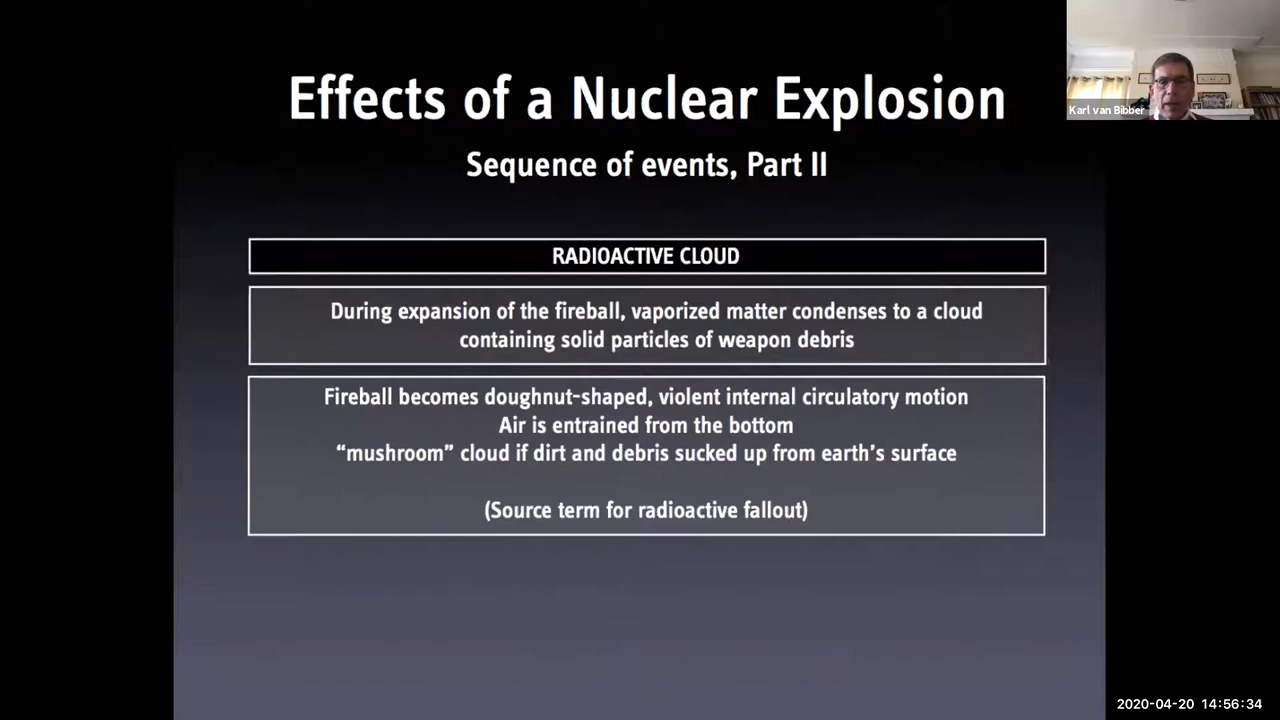 Effects of a Nuclear Explosion
Sequence of events, Part II
Karl van Bibber
RADIOACTIVE CLOUD
During expansion of the fireball, vaporized matter condenses to a cloud
containing solid particles of weapon debris
Fireball becomes doughnut-shaped, violent internal circulatory motion
Air is entrained from the bottom
“mushroom” cloud if dirt and debris sucked up from earth’s surface
(Source term for radioactive fallout)
2020-04-20 14:56:34